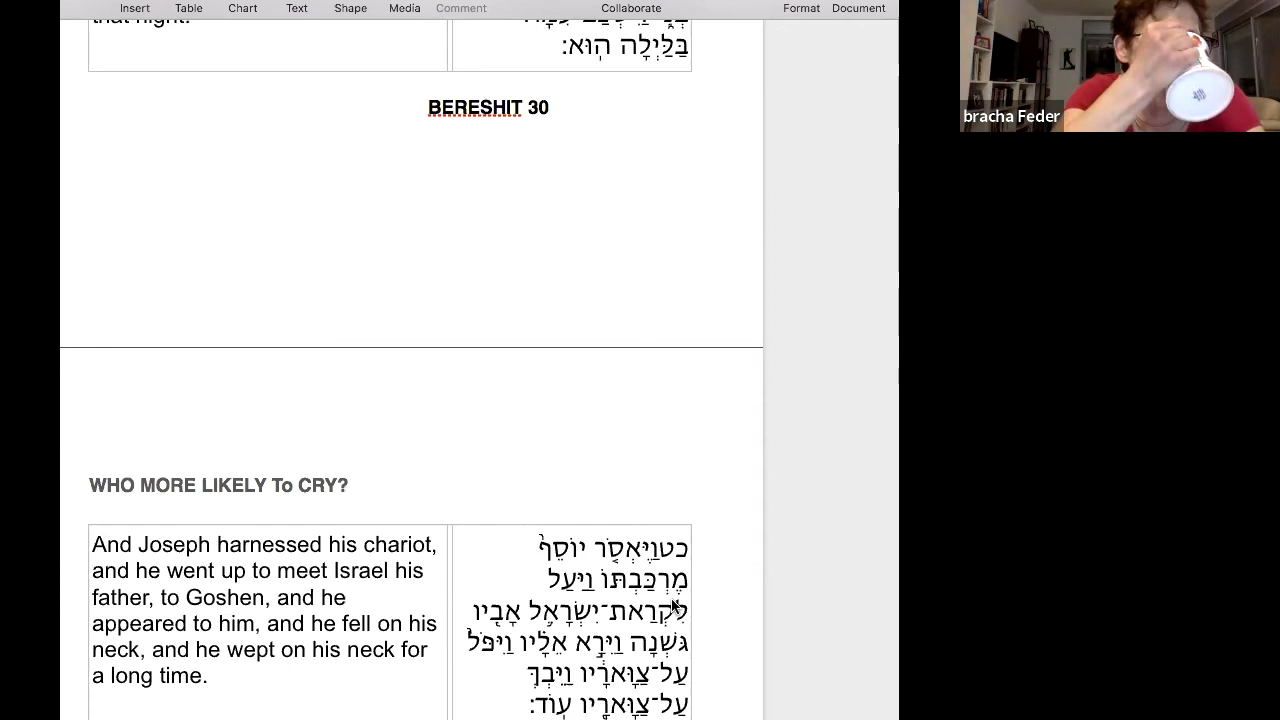 Insert Table Chart Text Shape Media Comment Collaborate Format Document
that night.
בַּלַּיְלָה הֽוּא׃
bracha Feder
BERESHIT 30
WHO MORE LIKELY To CRY?
And Joseph harnessed his chariot,
and he went up to meet Israel his
father, to Goshen, and he
appeared to him, and he fell on his
neck, and he wept on his neck for
a long time.
כטוַיֶּאְסֹ֤ר יוֹסֵף֙
מֶרְכַּבְתּ֔וֹ וַיַּ֛עַל
לִקְרַֽאת־יִשְׂרָאֵ֥ל אָבִ֖יו
גּשְׁנָה וַיֵּרָ֣א אֵלָ֗יו וַיִּפֹּל֙
עַל־צַוָּארָ֔יו וַיֵּ֥בְךְּ
עַל־צַוָּארָ֖יו עֽוֹד׃